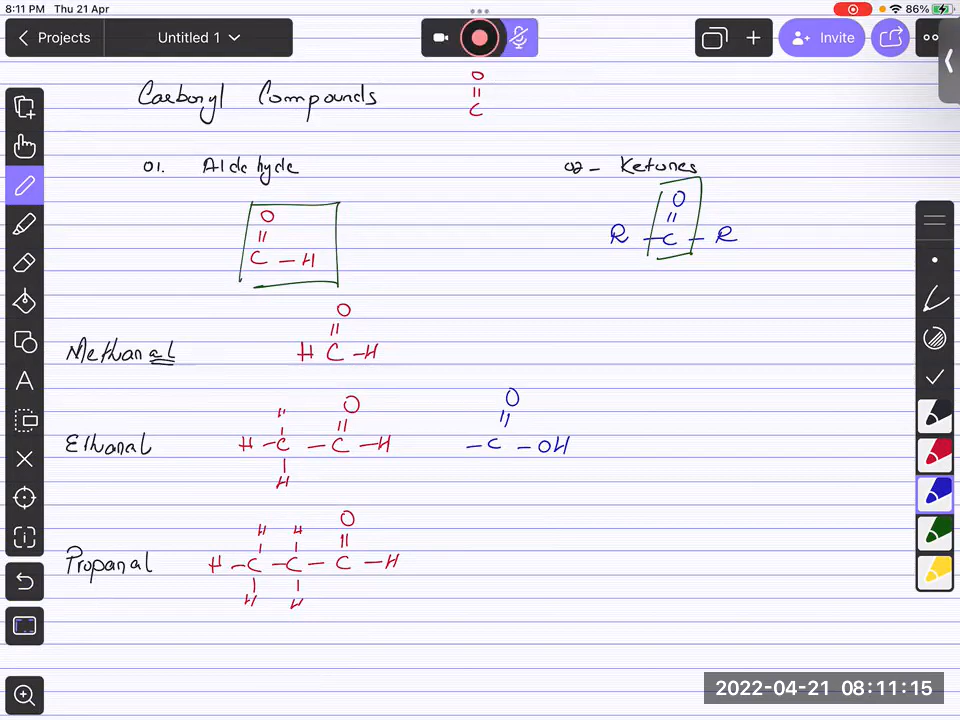 8:11 PM Thu 21 Apr 86%
Projects Untitled 1 Invite
Carbonyl Compounds
O
C
01. Aldehyde 02- Ketones
O
C - H
O
R - C - R
Methanal
O
H C - H
Ethanal
H
O
H - C - C - H
H
O
- C - OH
Propanal
H H O
H - C - C - C - H
H H
2022-04-21 08:11:15